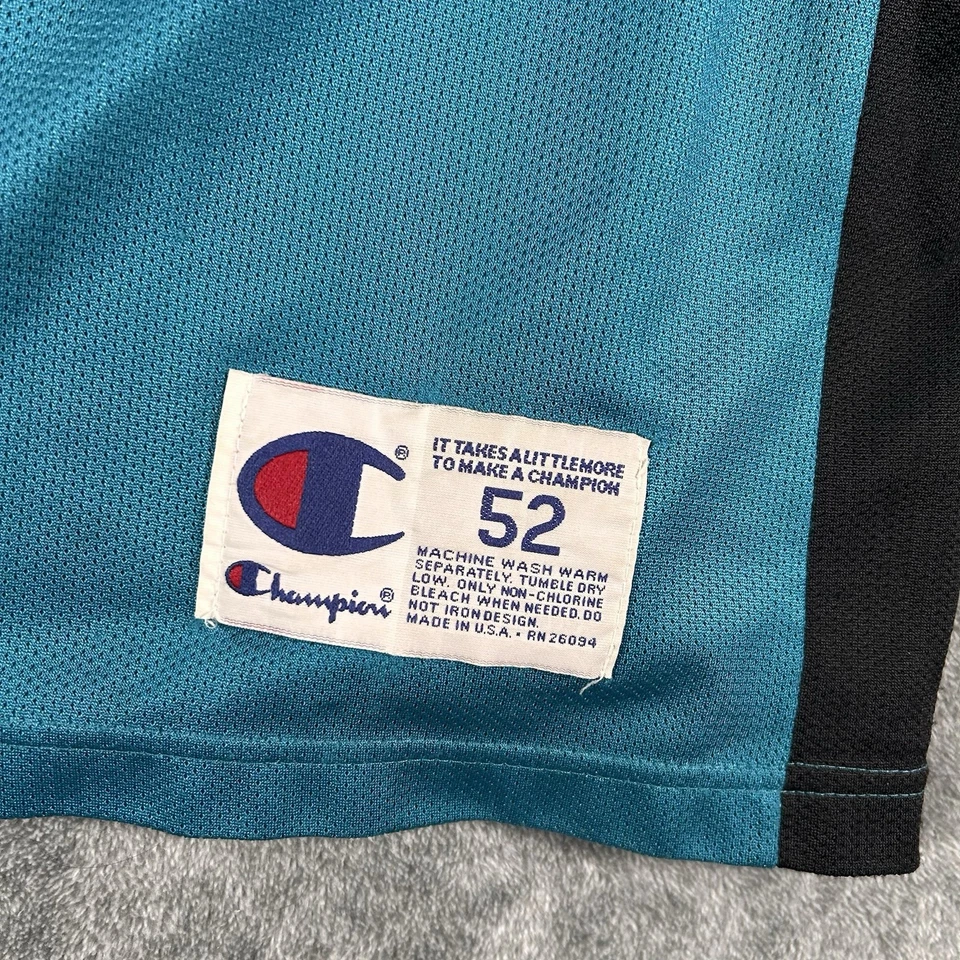 ®
IT TAKES A LITTLE MORE
TO MAKE A CHAMPION
52
Champion®
MACHINE WASH WARM
SEPARATELY. TUMBLE DRY
LOW. ONLY NON-CHLORINE
BLEACH WHEN NEEDED. DO
NOT IRON DESIGN.
MADE IN U.S.A. • RN 26094